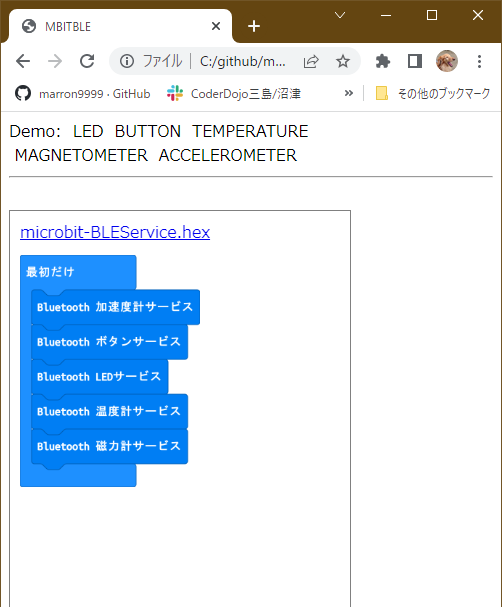 MBITBLE
ファイル
C:/github/m...
marron9999 · GitHub
CoderDojo三島/沼津
»
その他のブックマーク
Demo: LED BUTTON TEMPERATURE
MAGNETOMETER ACCELEROMETER
microbit-BLEService.hex
最初だけ
Bluetooth 加速度計サービス
Bluetooth ボタンサービス
Bluetooth LEDサービス
Bluetooth 温度計サービス
Bluetooth 磁力計サービス